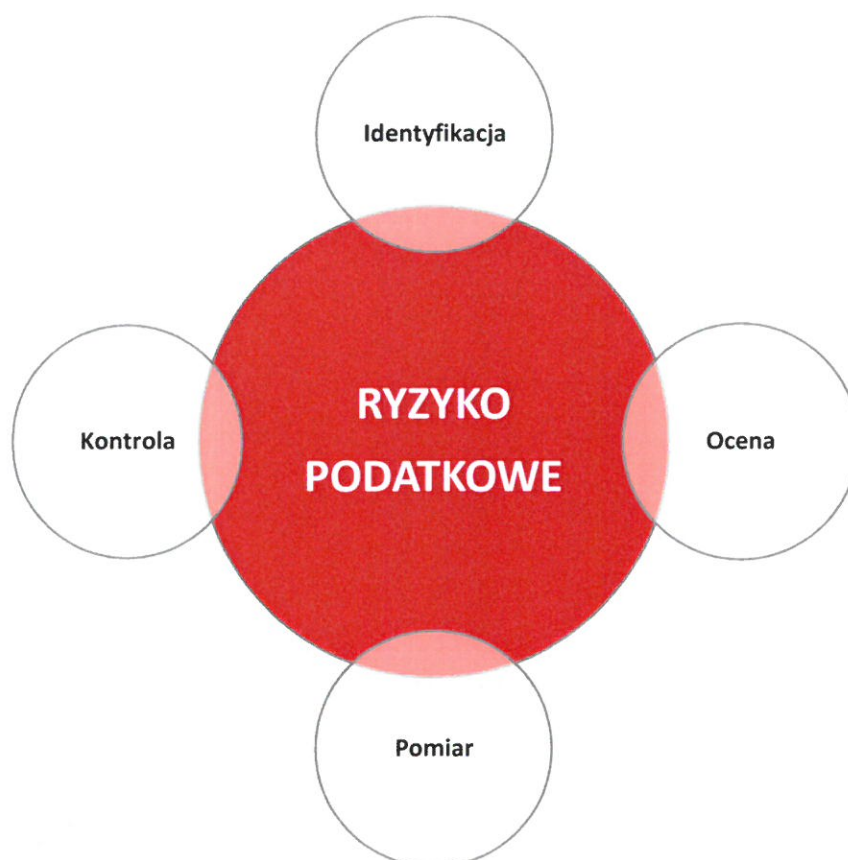 Identyfikacja
RYZYKO
PODATKOWE
Kontrola
Ocena
Pomiar